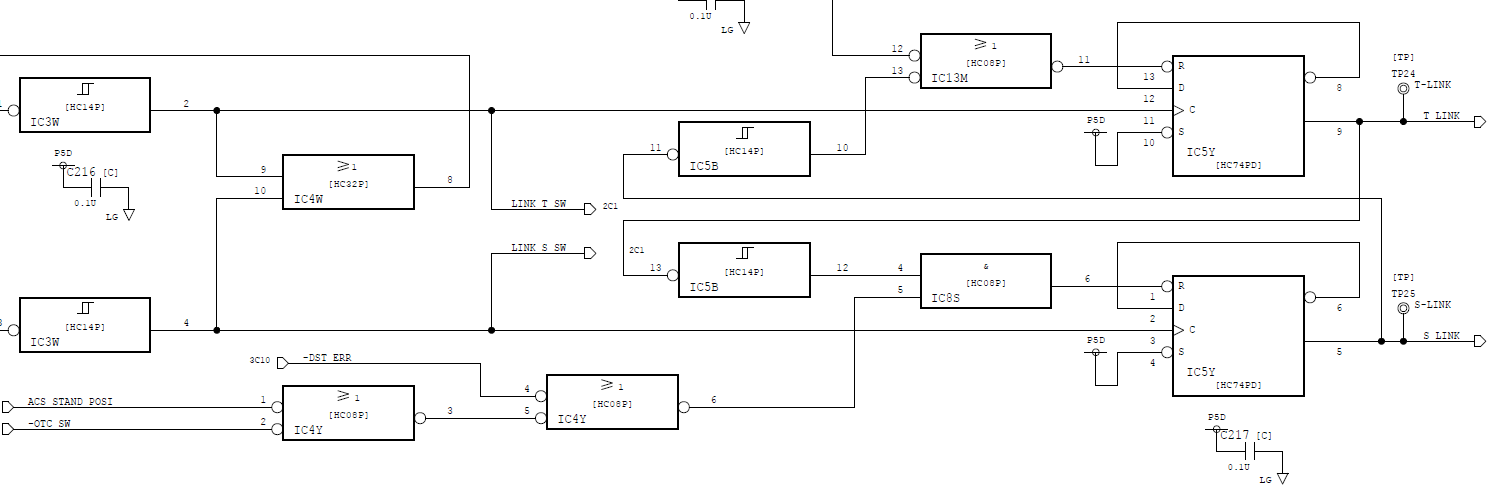 0.1U
LG
≥1
[HC08P]
IC13M
12
13
11
R
D
C
S
13
12
11
10
P5D
IC5Y
[HC74PD]
8
9
[TP]
TP24
T-LINK
T LINK
[HC14P]
IC3W
2
P5D
C216 [C]
0.1U
LG
9
10
≥1
[HC32P]
IC4W
8
11
[HC14P]
IC5B
10
LINK T SW
2C1
LINK S SW
2C1
13
[HC14P]
IC5B
12
4
5
&
[HC08P]
IC8S
6
R
D
C
S
1
2
3
4
P5D
IC5Y
[HC74PD]
6
5
[TP]
TP25
S-LINK
S LINK
[HC14P]
IC3W
4
3C10
-DST ERR
ACS STAND POSI
-OTC SW
1
2
≥1
[HC08P]
IC4Y
3
4
5
≥1
[HC08P]
IC4Y
6
P5D
C217 [C]
0.1U
LG